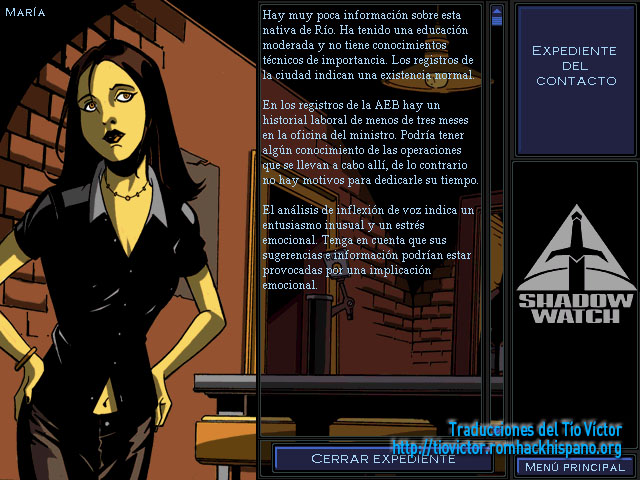 María
Hay muy poca información sobre esta
nativa de Río. Ha tenido una educación
moderada y no tiene conocimientos
técnicos de importancia. Los registros de
la ciudad indican una existencia normal.
En los registros de la AEB hay un
historial laboral de menos de tres meses
en la oficina del ministro. Podría tener
algún conocimiento de las operaciones
que se llevan a cabo allí, de lo contrario
no hay motivos para dedicarle su tiempo.
El análisis de inflexión de voz indica un
entusiasmo inusual y un estrés
emocional. Tenga en cuenta que sus
sugerencias e información podrían estar
provocadas por una implicación
emocional.
CERRAR EXPEDIENTE
EXPEDIENTE
DEL
CONTACTO
SHADOW
WATCH
Traducciones del Tio Victor
http://tiovictor.romhackhispano.org
MENÚ PRINCIPAL